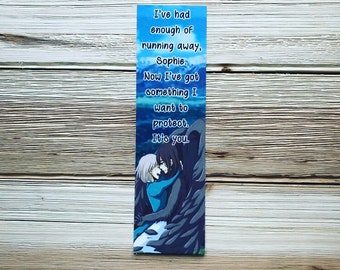 I've had
enough of
running away,
Sophie.
Now I've got
something I
want to
protect.
It's you.